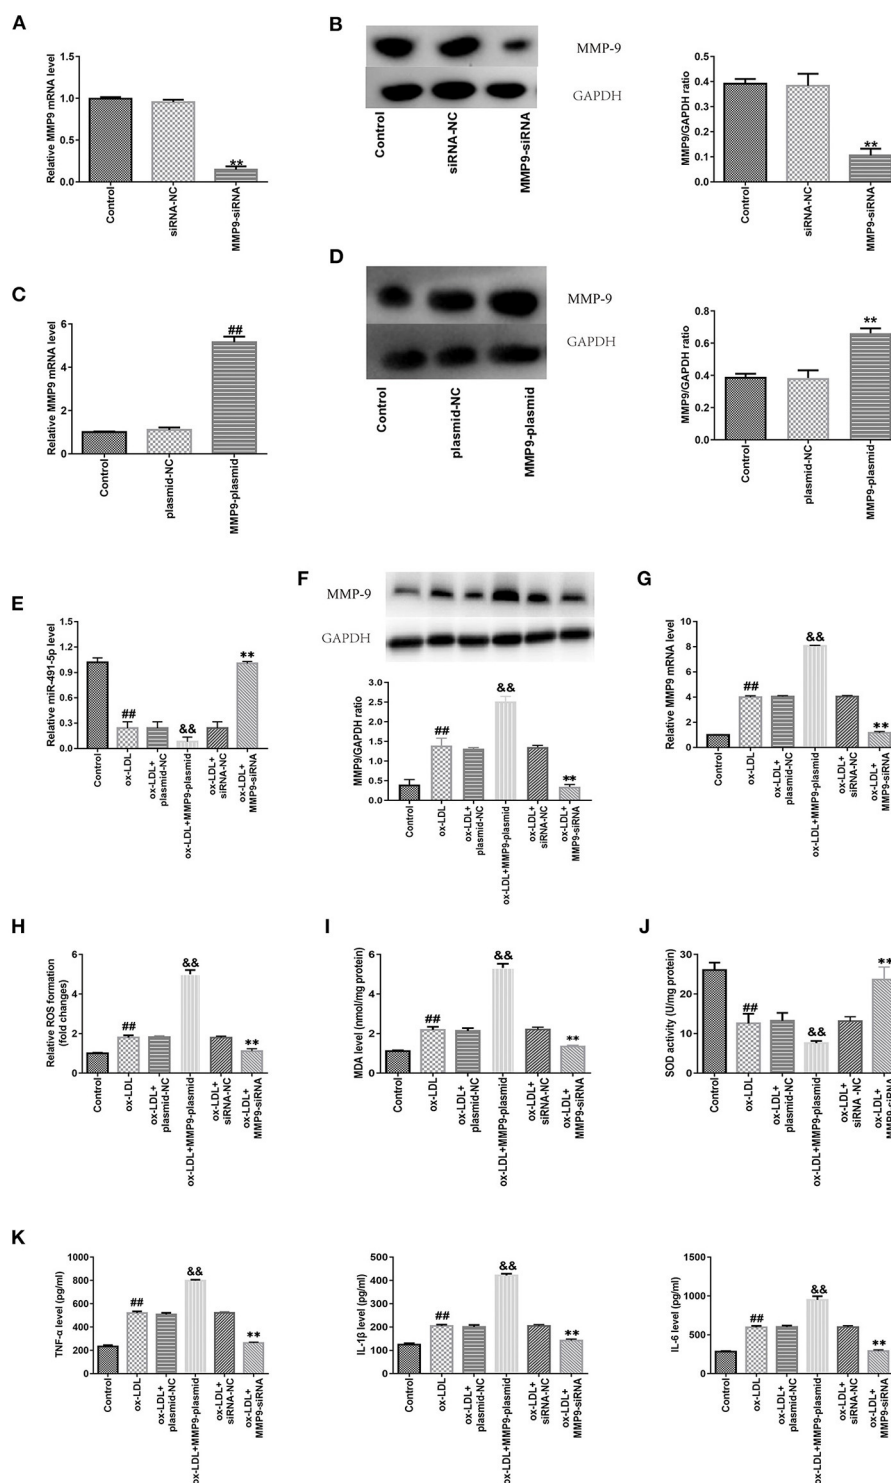 A
Relative MMP9 mRNA level
1.5
1.0
0.5
0.0
**
Control
siRNA-NC
MMP9-siRNA
B
MMP-9
GAPDH
Control
siRNA-NC
MMP9-siRNA
MMP9/GAPDH ratio
0.5
0.4
0.3
0.2
0.1
0.0
**
Control
siRNA-NC
MMP9-siRNA
C
Relative MMP9 mRNA level
6
4
2
0
##
Control
plasmid-NC
MMP9-plasmid
D
MMP-9
GAPDH
Control
plasmid-NC
MMP9-plasmid
MMP9/GAPDH ratio
0.8
0.6
0.4
0.2
0.0
**
Control
plasmid-NC
MMP9-plasmid
E
Relative miR-491-5p level
1.5
1.2
0.9
0.6
0.3
0.0
##
&&
**
Control
ox-LDL
ox-LDL+
plasmid-NC
ox-LDL+MMP9-plasmid
ox-LDL+
siRNA-NC
ox-LDL+
MMP9-siRNA
F
MMP-9
GAPDH
MMP9/GAPDH ratio
3.0
2.5
2.0
1.5
1.0
0.5
0.0
##
&&
**
Control
ox-LDL
ox-LDL+
plasmid-NC
ox-LDL+MMP9-plasmid
ox-LDL+
siRNA-NC
ox-LDL+
MMP9-siRNA
G
Relative MMP9 mRNA level
10
8
6
4
2
0
##
&&
**
Control
ox-LDL
ox-LDL+
plasmid-NC
ox-LDL+MMP9-plasmid
ox-LDL+
siRNA-NC
ox-LDL+
MMP9-siRNA
H
Relative ROS formation
(fold changes)
6
4
2
0
##
&&
**
Control
ox-LDL
ox-LDL+
plasmid-NC
ox-LDL+MMP9-plasmid
ox-LDL+
siRNA-NC
ox-LDL+
MMP9-siRNA
I
MDA level (nmol/mg protein)
6
4
2
0
##
&&
**
Control
ox-LDL
ox-LDL+
plasmid-NC
ox-LDL+MMP9-plasmid
ox-LDL+
siRNA-NC
ox-LDL+
MMP9-siRNA
J
SOD activity (U/mg protein)
30
20
10
0
##
&&
**
Control
ox-LDL
ox-LDL+
plasmid-NC
ox-LDL+MMP9-plasmid
ox-LDL+
siRNA -NC
ox-LDL+
MMP9-siRNA
K
TNF-α level (pg/ml)
1000
800
600
400
200
0
##
&&
**
Control
ox-LDL
ox-LDL+
plasmid-NC
ox-LDL+MMP9-plasmid
ox-LDL+
siRNA-NC
ox-LDL+
MMP9-siRNA
IL-1β level (pg/ml)
500
400
300
200
100
0
##
&&
**
Control
ox-LDL
ox-LDL+
plasmid-NC
ox-LDL+MMP9-plasmid
ox-LDL+
siRNA-NC
ox-LDL+
MMP9-siRNA
IL-6 level (pg/ml)
1500
1000
500
0
##
&&
**
Control
ox-LDL
ox-LDL+
plasmid-NC
ox-LDL+MMP9-plasmid
ox-LDL+
siRNA-NC
ox-LDL+
MMP9-siRNA